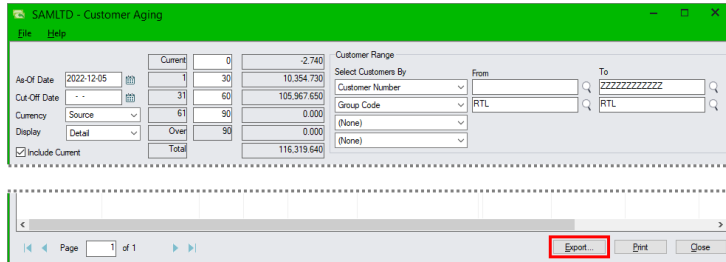 SAMLTD - Customer Aging
File Help
Current 0 -2.740 Customer Range
As-Of Date 2022-12-05 1 30 10,354.730 Select Customers By From To
Cut-Off Date - - 31 60 105,967.650 Customer Number ZZZZZZZZZZZZ
Currency Source 61 90 0.000 Group Code RTL RTL
Display Detail Over 90 0.000 (None)
Include Current Total 116,319.640 (None)
Page 1 of 1 Export... Print Close